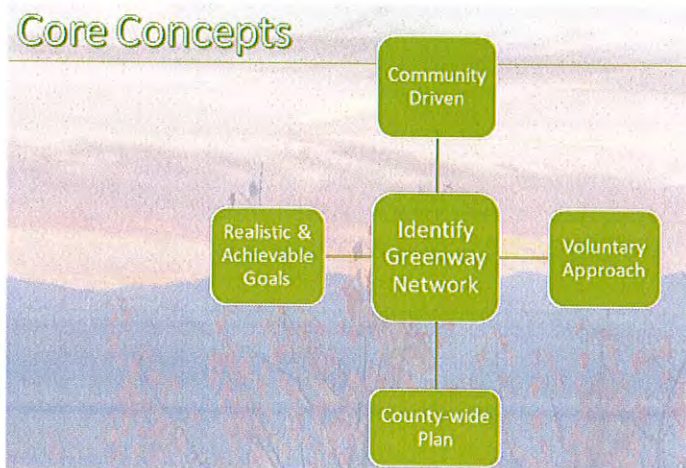 Core Concepts
Community
Driven
Realistic &
Achievable
Goals
Identify
Greenway
Network
Voluntary
Approach
County-wide
Plan